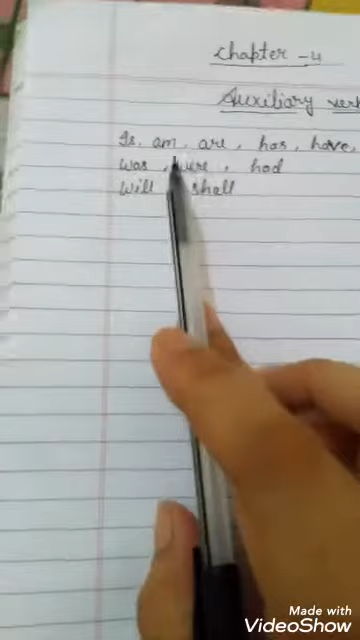 Chapter - 4
Auxiliary verb
Is, am, are, has, have,
was, were, had
will shall
Made with
VideoShow